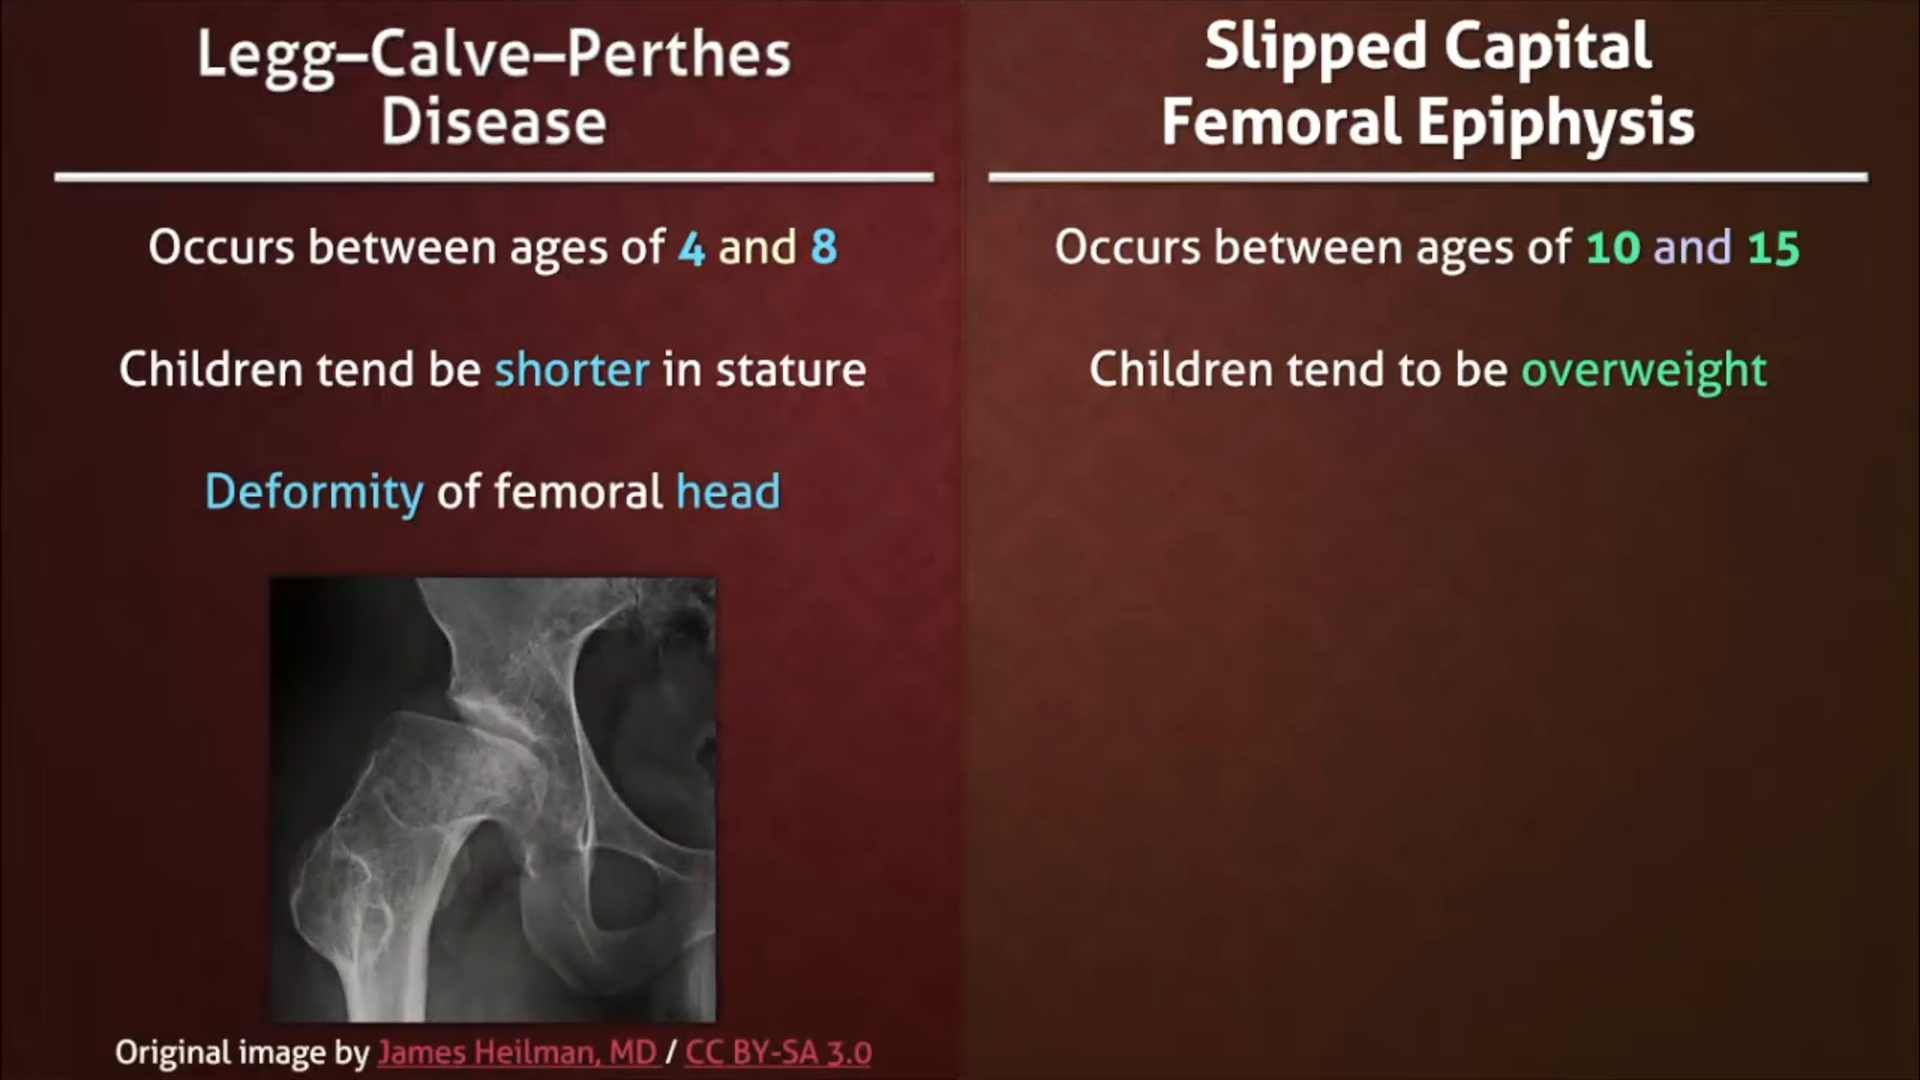 Legg–Calve–Perthes
Disease
Occurs between ages of 4 and 8
Children tend be shorter in stature
Deformity of femoral head
Original image by James Heilman, MD / CC BY-SA 3.0
Slipped Capital
Femoral Epiphysis
Occurs between ages of 10 and 15
Children tend to be overweight